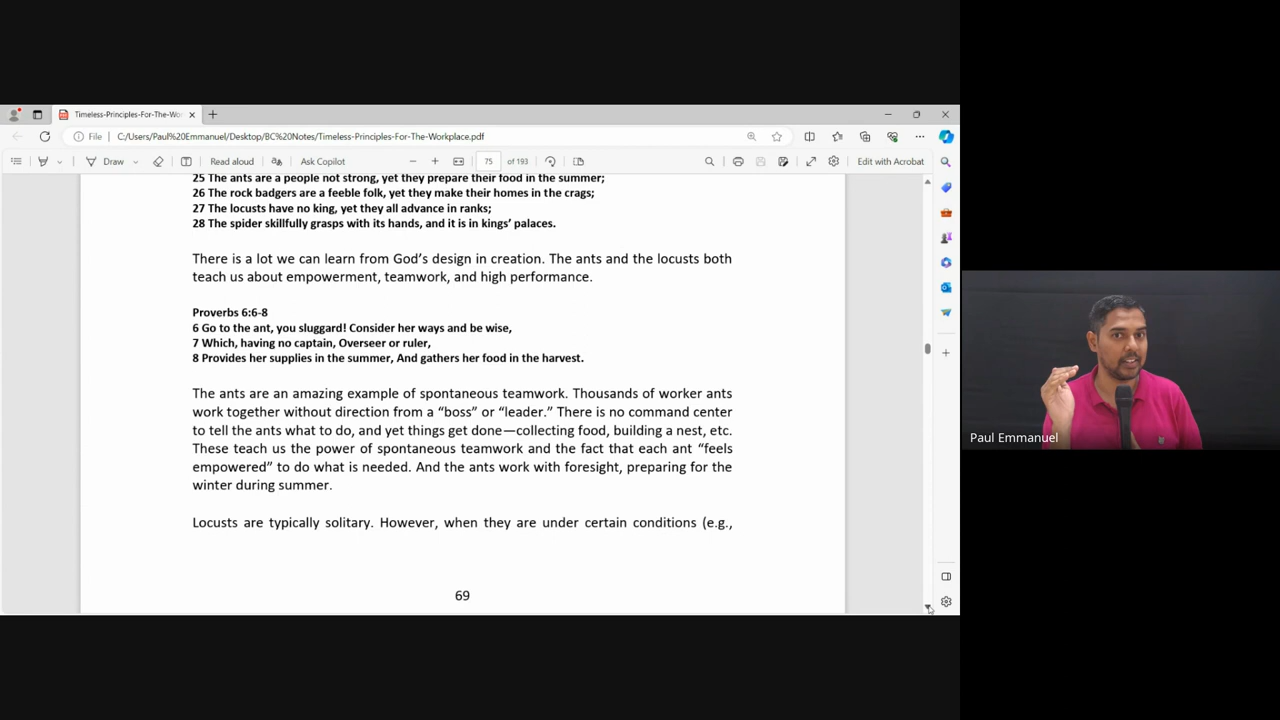 Timeless-Principles-For-The-Wo
File C:/Users/Paul%20Emmanuel/Desktop/BC%20Notes/Timeless-Principles-For-The-Workplace.pdf
Draw Read aloud Ask Copilot 75 of 193 Edit with Acrobat
25 The ants are a people not strong, yet they prepare their food in the summer;
26 The rock badgers are a feeble folk, yet they make their homes in the crags;
27 The locusts have no king, yet they all advance in ranks;
28 The spider skillfully grasps with its hands, and it is in kings' palaces.
There is a lot we can learn from God's design in creation. The ants and the locusts both
teach us about empowerment, teamwork, and high performance.
Proverbs 6:6-8
6 Go to the ant, you sluggard! Consider her ways and be wise,
7 Which, having no captain, Overseer or ruler,
8 Provides her supplies in the summer, And gathers her food in the harvest.
The ants are an amazing example of spontaneous teamwork. Thousands of worker ants
work together without direction from a “boss” or “leader.” There is no command center
to tell the ants what to do, and yet things get done—collecting food, building a nest, etc.
These teach us the power of spontaneous teamwork and the fact that each ant “feels
empowered” to do what is needed. And the ants work with foresight, preparing for the
winter during summer.
Locusts are typically solitary. However, when they are under certain conditions (e.g.,
69
Paul Emmanuel